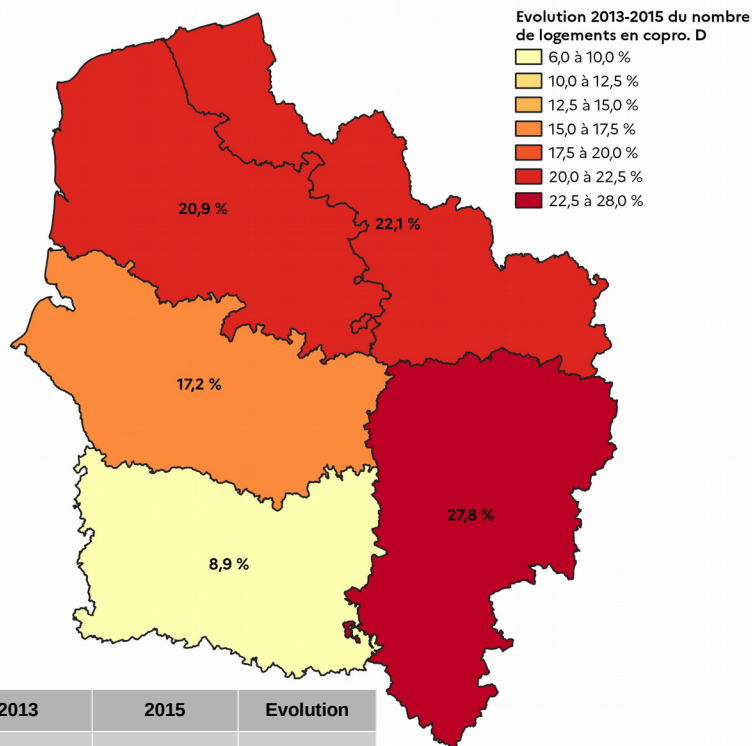 Evolution 2013-2015 du nombre
de logements en copro. D
6,0 à 10,0 %
10,0 à 12,5 %
12,5 à 15,0 %
15,0 à 17,5 %
17,5 à 20,0 %
20,0 à 22,5 %
22,5 à 28,0 %
20,9 %
22,1 %
17,2 %
27,8 %
8,9 %
2013 2015 Evolution